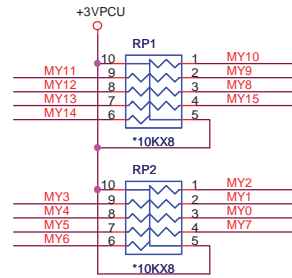 +3VPCU
RP1
10 1 MY10
MY11 9 2 MY9
MY12 8 3 MY8
MY13 7 4 MY15
MY14 6 5
*10KX8
RP2
10 1 MY2
MY3 9 2 MY1
MY4 8 3 MY0
MY5 7 4 MY7
MY6 6 5
*10KX8